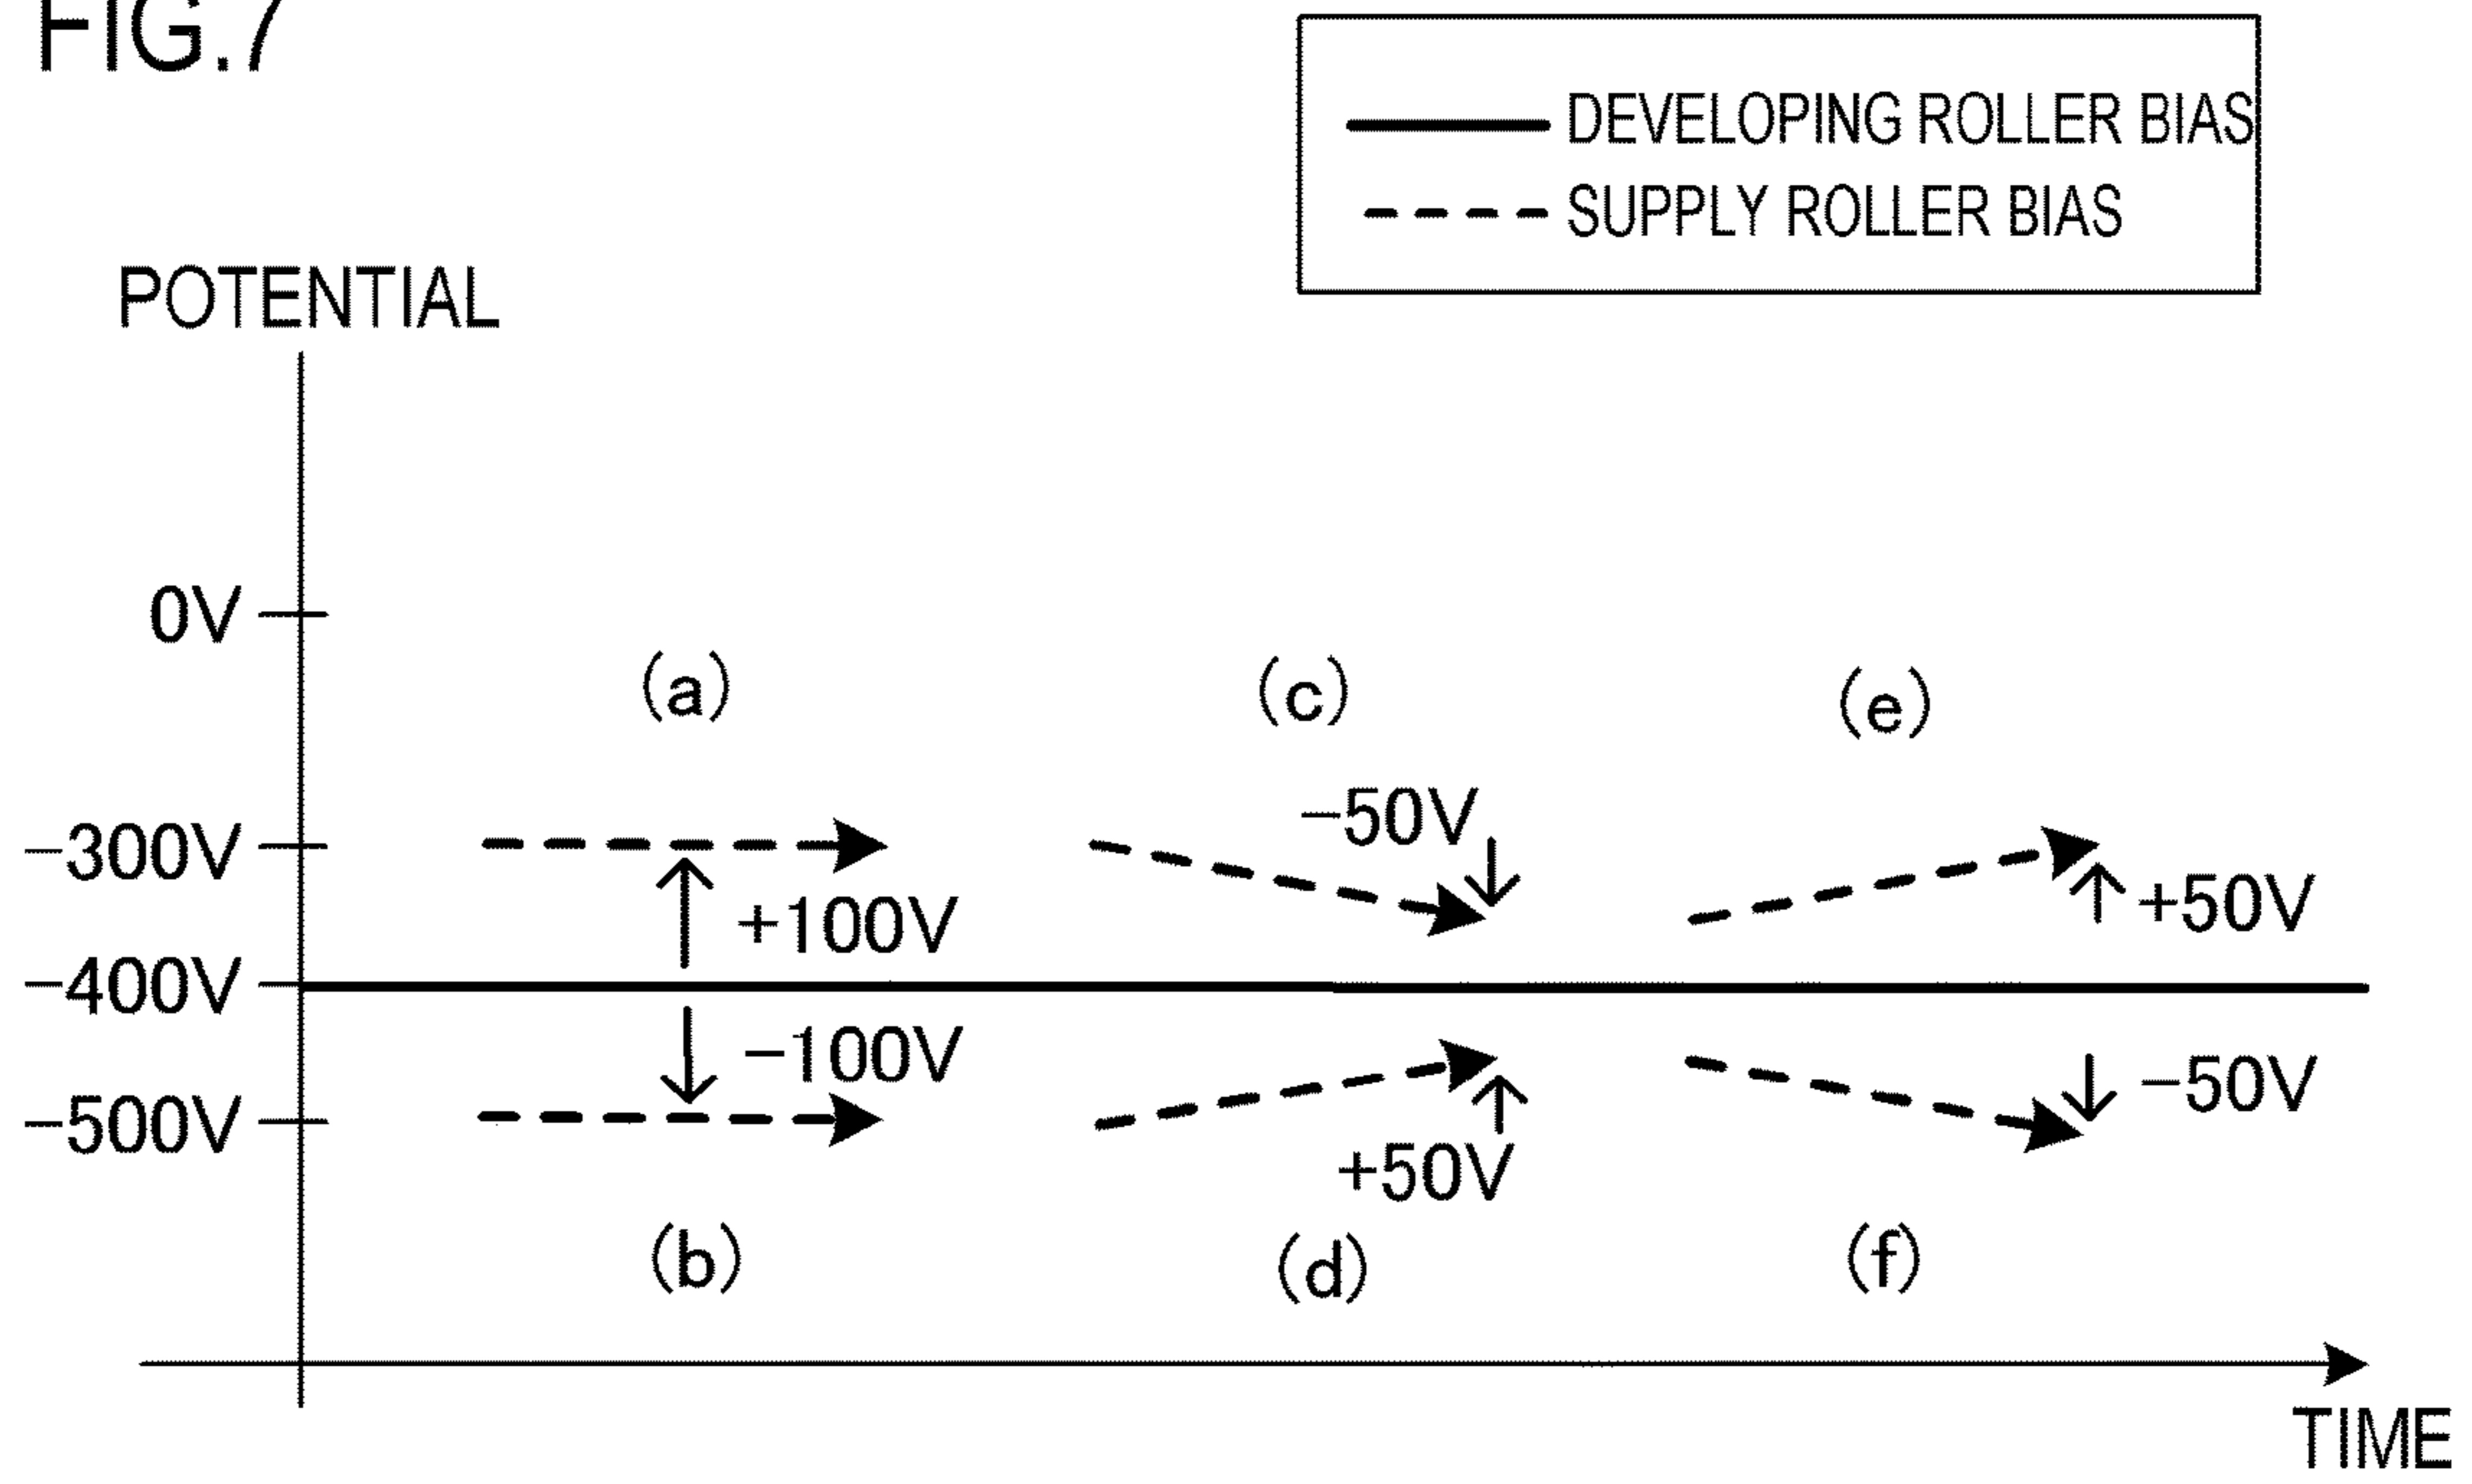 FIG.7
DEVELOPING ROLLER BIAS
SUPPLY ROLLER BIAS
POTENTIAL
0V
(a)
(c)
(e)
−50V
−300V
+100V
+50V
−400V
−100V
−50V
−500V
+50V
(b)
(d)
(f)
TIME